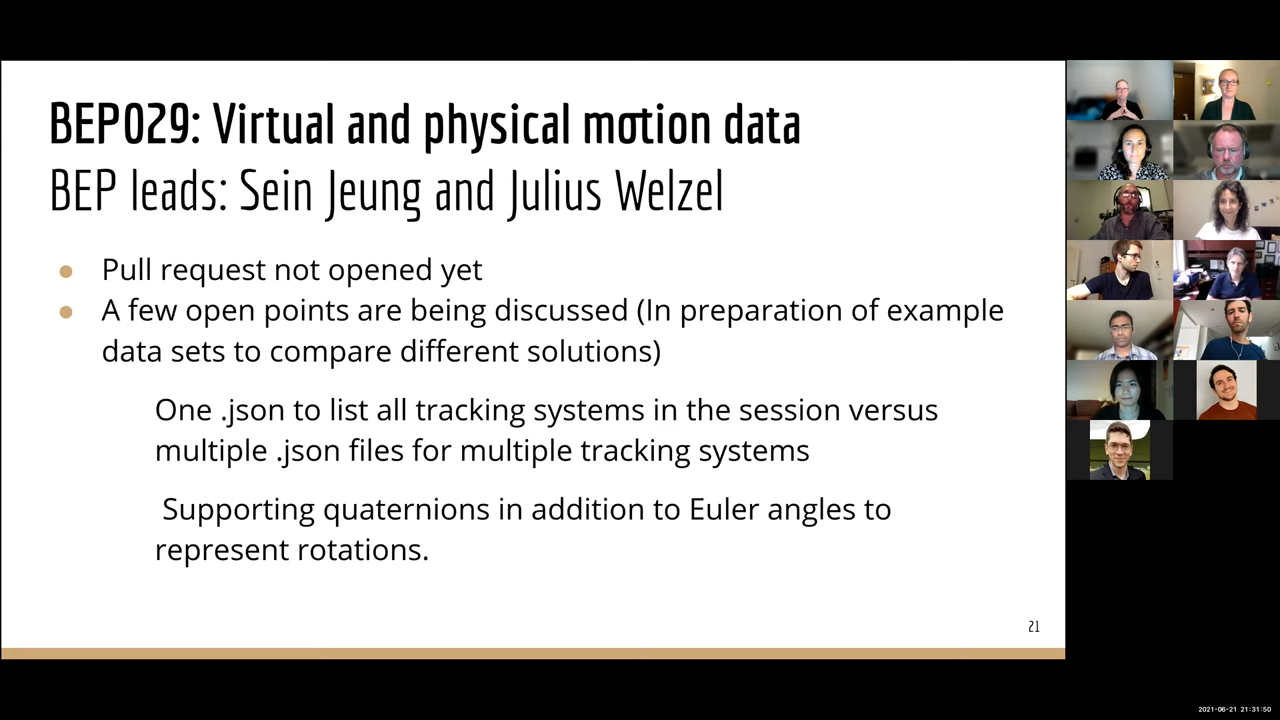 BEP029: Virtual and physical motion data
BEP leads: Sein Jeung and Julius Welzel
● Pull request not opened yet
● A few open points are being discussed (In preparation of example
data sets to compare different solutions)
One .json to list all tracking systems in the session versus
multiple .json files for multiple tracking systems
Supporting quaternions in addition to Euler angles to
represent rotations.
21
2021-06-21 21:31:50